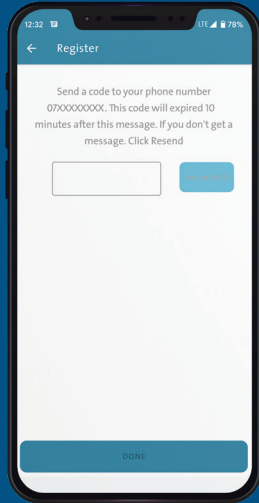 12:32 LTE 78%
← Register
Send a code to your phone number
07XXXXXXXX. This code will expired 10
minutes after this message. If you don't get a
message. Click Resend
DONE